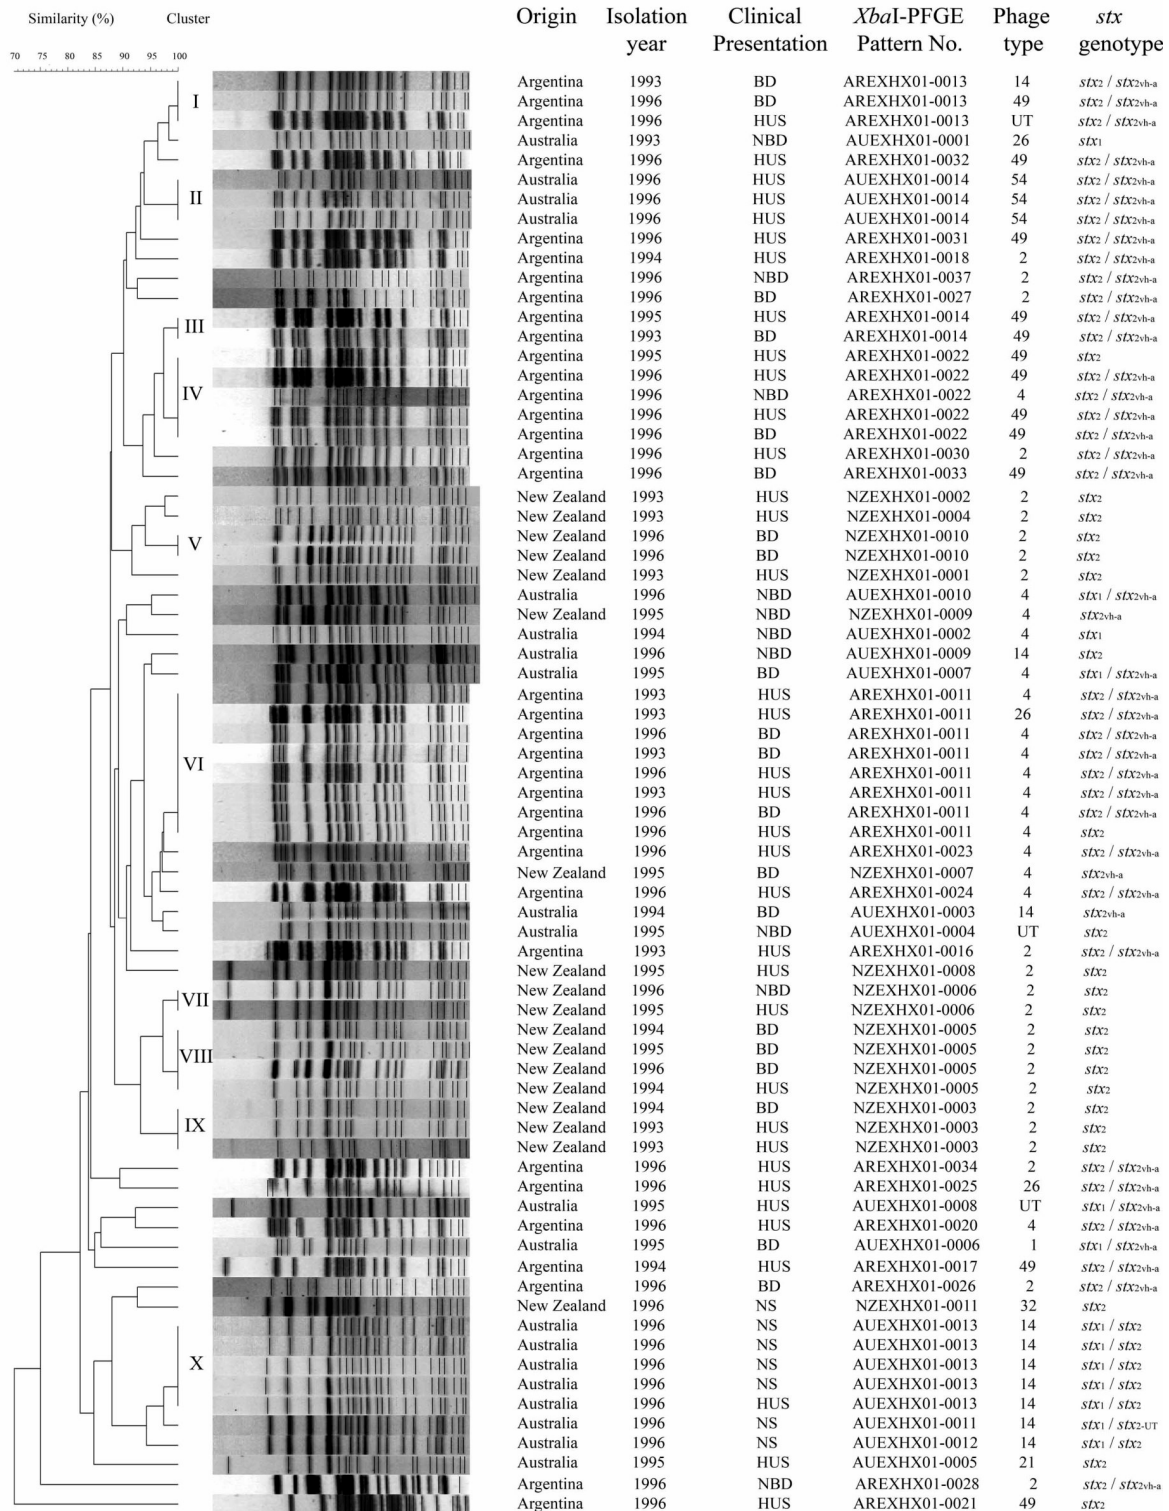 Similarity (%) Cluster Origin Isolation year Clinical Presentation XbaI-PFGE Pattern No. Phage type stx genotype
70 80 85 90 95 100
I
II
III
IV
V
VI
VII
VIII
IX
X
Argentina 1993 BD AREXHX01-0013 14 stx2 / stx2vh-a
Argentina 1996 BD AREXHX01-0013 49 stx2 / stx2vh-a
Argentina 1996 HUS AREXHX01-0013 UT stx2 / stx2vh-a
Australia 1993 NBD AUEXHX01-0001 26 stx1
Argentina 1996 HUS AREXHX01-0032 49 stx2 / stx2vh-a
Australia 1996 HUS AUEXHX01-0014 54 stx2 / stx2vh-a
Australia 1996 HUS AUEXHX01-0014 54 stx2 / stx2vh-a
Australia 1996 HUS AUEXHX01-0014 54 stx2 / stx2vh-a
Argentina 1996 HUS AREXHX01-0031 49 stx2 / stx2vh-a
Argentina 1994 HUS AREXHX01-0018 2 stx2 / stx2vh-a
Argentina 1996 NBD AREXHX01-0037 2 stx2 / stx2vh-a
Argentina 1996 BD AREXHX01-0027 2 stx2 / stx2vh-a
Argentina 1995 HUS AREXHX01-0014 49 stx2 / stx2vh-a
Argentina 1993 BD AREXHX01-0014 49 stx2 / stx2vh-a
Argentina 1995 HUS AREXHX01-0022 49 stx2
Argentina 1996 HUS AREXHX01-0022 49 stx2 / stx2vh-a
Argentina 1996 NBD AREXHX01-0022 4 stx2 / stx2vh-a
Argentina 1996 HUS AREXHX01-0022 49 stx2 / stx2vh-a
Argentina 1996 BD AREXHX01-0022 49 stx2 / stx2vh-a
Argentina 1996 HUS AREXHX01-0030 2 stx2 / stx2vh-a
Argentina 1996 BD AREXHX01-0033 49 stx2 / stx2vh-a
New Zealand 1993 HUS NZEXHX01-0002 2 stx2
New Zealand 1993 HUS NZEXHX01-0004 2 stx2
New Zealand 1996 BD NZEXHX01-0010 2 stx2
New Zealand 1996 BD NZEXHX01-0010 2 stx2
New Zealand 1993 HUS NZEXHX01-0001 2 stx2
Australia 1996 NBD AUEXHX01-0010 4 stx1 / stx2vh-a
New Zealand 1995 NBD NZEXHX01-0009 4 stx2vh-a
Australia 1994 NBD AUEXHX01-0002 4 stx1
Australia 1996 NBD AUEXHX01-0009 14 stx2
Australia 1995 BD AUEXHX01-0007 4 stx1 / stx2vh-a
Argentina 1993 HUS AREXHX01-0011 4 stx2 / stx2vh-a
Argentina 1993 HUS AREXHX01-0011 26 stx2 / stx2vh-a
Argentina 1996 BD AREXHX01-0011 4 stx2 / stx2vh-a
Argentina 1993 BD AREXHX01-0011 4 stx2 / stx2vh-a
Argentina 1996 HUS AREXHX01-0011 4 stx2 / stx2vh-a
Argentina 1993 HUS AREXHX01-0011 4 stx2 / stx2vh-a
Argentina 1996 BD AREXHX01-0011 4 stx2 / stx2vh-a
Argentina 1996 HUS AREXHX01-0011 4 stx2
Argentina 1996 HUS AREXHX01-0023 4 stx2 / stx2vh-a
New Zealand 1995 BD NZEXHX01-0007 4 stx2vh-a
Argentina 1996 HUS AREXHX01-0024 4 stx2 / stx2vh-a
Australia 1994 BD AUEXHX01-0003 14 stx2vh-a
Australia 1995 NBD AUEXHX01-0004 UT stx2
Argentina 1993 HUS AREXHX01-0016 2 stx2 / stx2vh-a
New Zealand 1995 HUS NZEXHX01-0008 2 stx2
New Zealand 1996 NBD NZEXHX01-0006 2 stx2
New Zealand 1995 HUS NZEXHX01-0006 2 stx2
New Zealand 1994 BD NZEXHX01-0005 2 stx2
New Zealand 1995 BD NZEXHX01-0005 2 stx2
New Zealand 1996 BD NZEXHX01-0005 2 stx2
New Zealand 1994 HUS NZEXHX01-0005 2 stx2
New Zealand 1994 BD NZEXHX01-0003 2 stx2
New Zealand 1993 HUS NZEXHX01-0003 2 stx2
New Zealand 1993 HUS NZEXHX01-0003 2 stx2
Argentina 1996 HUS AREXHX01-0034 2 stx2 / stx2vh-a
Argentina 1996 HUS AREXHX01-0025 26 stx2 / stx2vh-a
Australia 1995 HUS AUEXHX01-0008 UT stx1 / stx2vh-a
Argentina 1996 HUS AREXHX01-0020 4 stx2 / stx2vh-a
Australia 1995 BD AUEXHX01-0006 1 stx1 / stx2vh-a
Argentina 1994 HUS AREXHX01-0017 49 stx2 / stx2vh-a
Argentina 1996 BD AREXHX01-0026 2 stx2 / stx2vh-a
New Zealand 1996 NS NZEXHX01-0011 32 stx2
Australia 1996 NS AUEXHX01-0013 14 stx1 / stx2
Australia 1996 NS AUEXHX01-0013 14 stx1 / stx2
Australia 1996 NS AUEXHX01-0013 14 stx1 / stx2
Australia 1996 NS AUEXHX01-0013 14 stx1 / stx2
Australia 1996 HUS AUEXHX01-0013 14 stx1 / stx2
Australia 1996 NS AUEXHX01-0011 14 stx1 / stx2-UT
Australia 1996 NS AUEXHX01-0012 14 stx1 / stx2
Australia 1995 HUS AUEXHX01-0005 21 stx2
Argentina 1996 NBD AREXHX01-0028 2 stx2 / stx2vh-a
Argentina 1996 HUS AREXHX01-0021 49 stx2